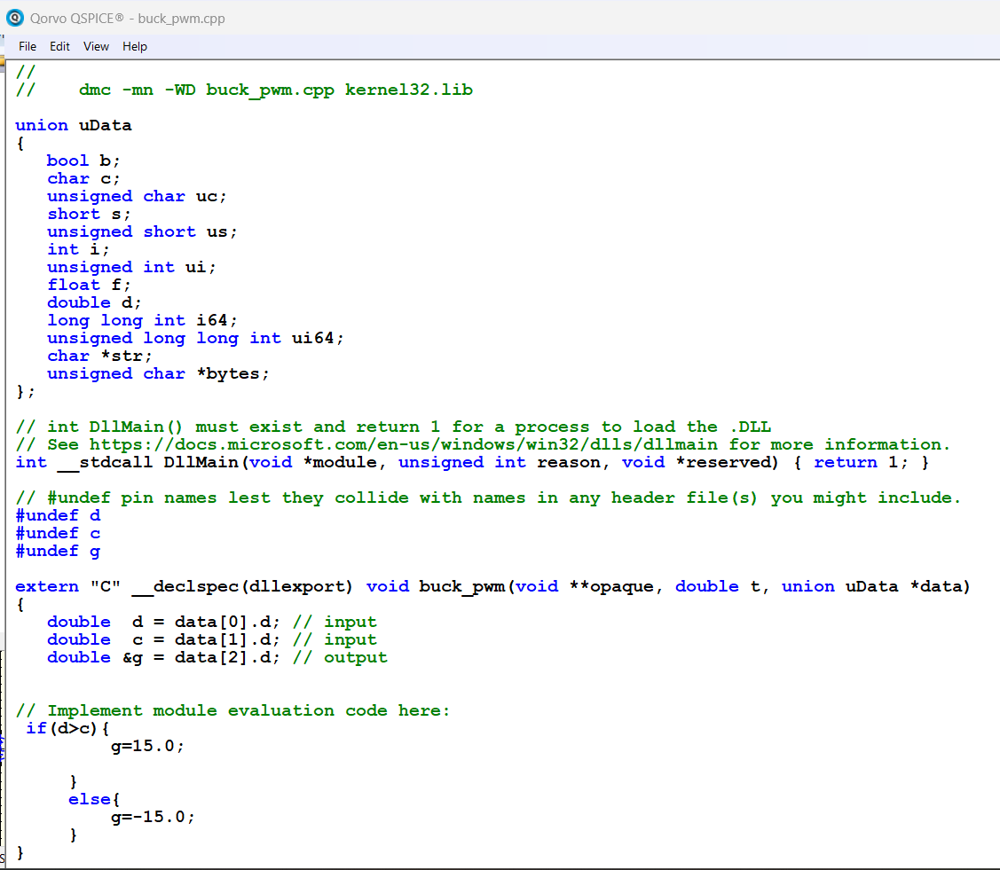 Qorvo QSPICE® - buck_pwm.cpp
File Edit View Help
//
//    dmc -mn -WD buck_pwm.cpp kernel32.lib
union uData
{
   bool b;
   char c;
   unsigned char uc;
   short s;
   unsigned short us;
   int i;
   unsigned int ui;
   float f;
   double d;
   long long int i64;
   unsigned long long int ui64;
   char *str;
   unsigned char *bytes;
};
// int DllMain() must exist and return 1 for a process to load the .DLL
// See https://docs.microsoft.com/en-us/windows/win32/dlls/dllmain for more information.
int __stdcall DllMain(void *module, unsigned int reason, void *reserved) { return 1; }
// #undef pin names lest they collide with names in any header file(s) you might include.
#undef d
#undef c
#undef g
extern "C" __declspec(dllexport) void buck_pwm(void **opaque, double t, union uData *data)
{
   double  d = data[0].d; // input
   double  c = data[1].d; // input
   double &g = data[2].d; // output
// Implement module evaluation code here:
 if(d>c){
         g=15.0;
     }
     else{
         g=-15.0;
     }
}